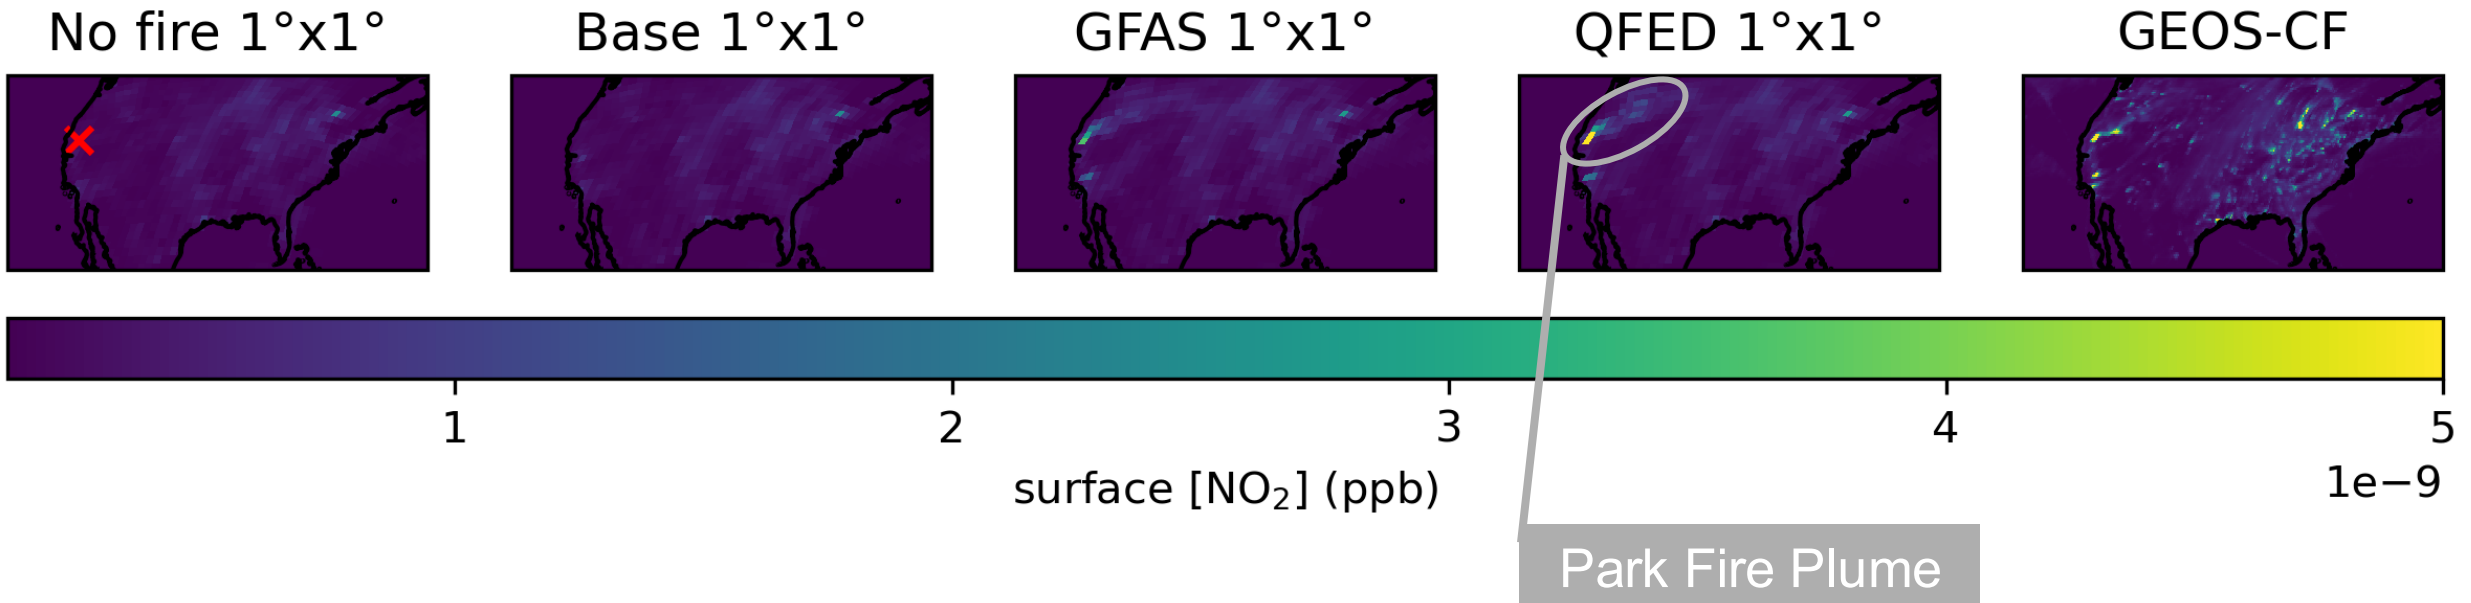 No fire 1°x1° Base 1°x1° GFAS 1°x1° QFED 1°x1° GEOS-CF
1 2 3 4 5
surface [NO₂] (ppb) 1e−9
Park Fire Plume